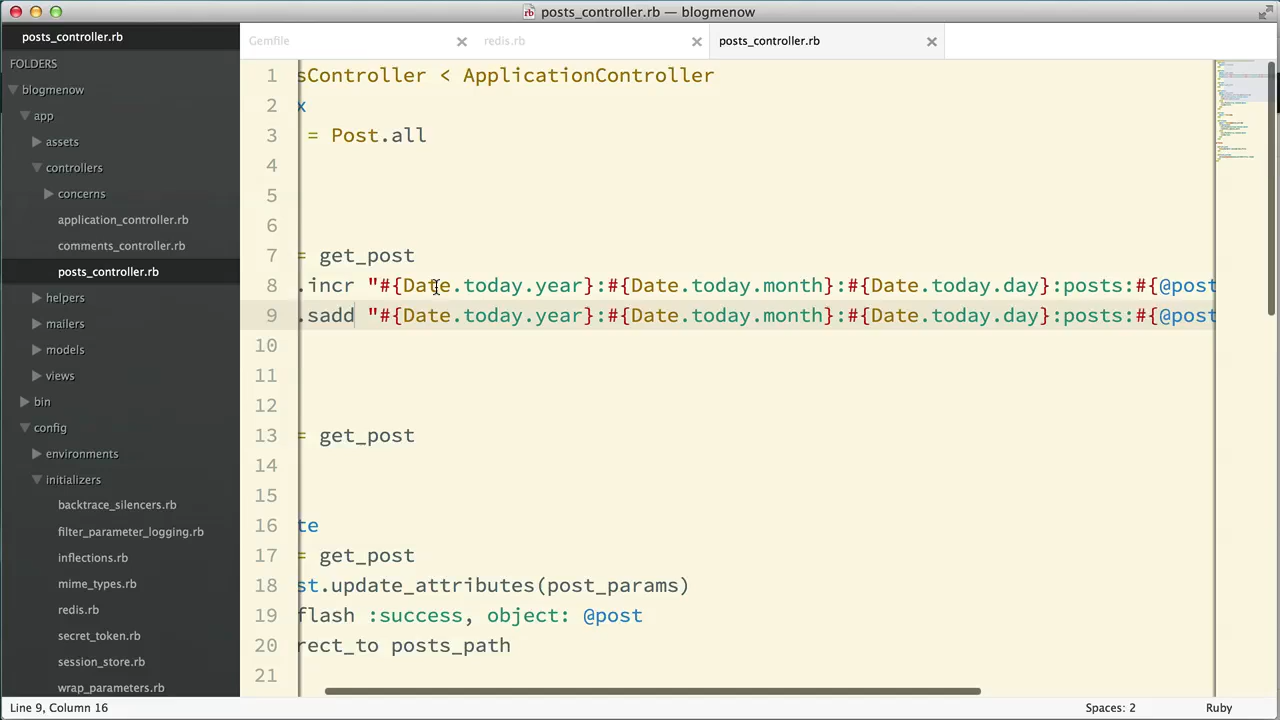 posts_controller.rb — blogmenow
posts_controller.rb
Gemfile
redis.rb
posts_controller.rb
FOLDERS
blogmenow
app
assets
controllers
concerns
application_controller.rb
comments_controller.rb
posts_controller.rb
helpers
mailers
models
views
bin
config
environments
initializers
backtrace_silencers.rb
filter_parameter_logging.rb
inflections.rb
mime_types.rb
redis.rb
secret_token.rb
session_store.rb
wrap_parameters.rb
1 sController < ApplicationController
2 x
3 = Post.all
4
5
6
7 = get_post
8 .incr "#{Date.today.year}:#{Date.today.month}:#{Date.today.day}:posts:#{@post
9 .sadd "#{Date.today.year}:#{Date.today.month}:#{Date.today.day}:posts:#{@post
10
11
12
13 = get_post
14
15
16 te
17 = get_post
18 st.update_attributes(post_params)
19 flash :success, object: @post
20 rect_to posts_path
21
Line 9, Column 16
Spaces: 2
Ruby